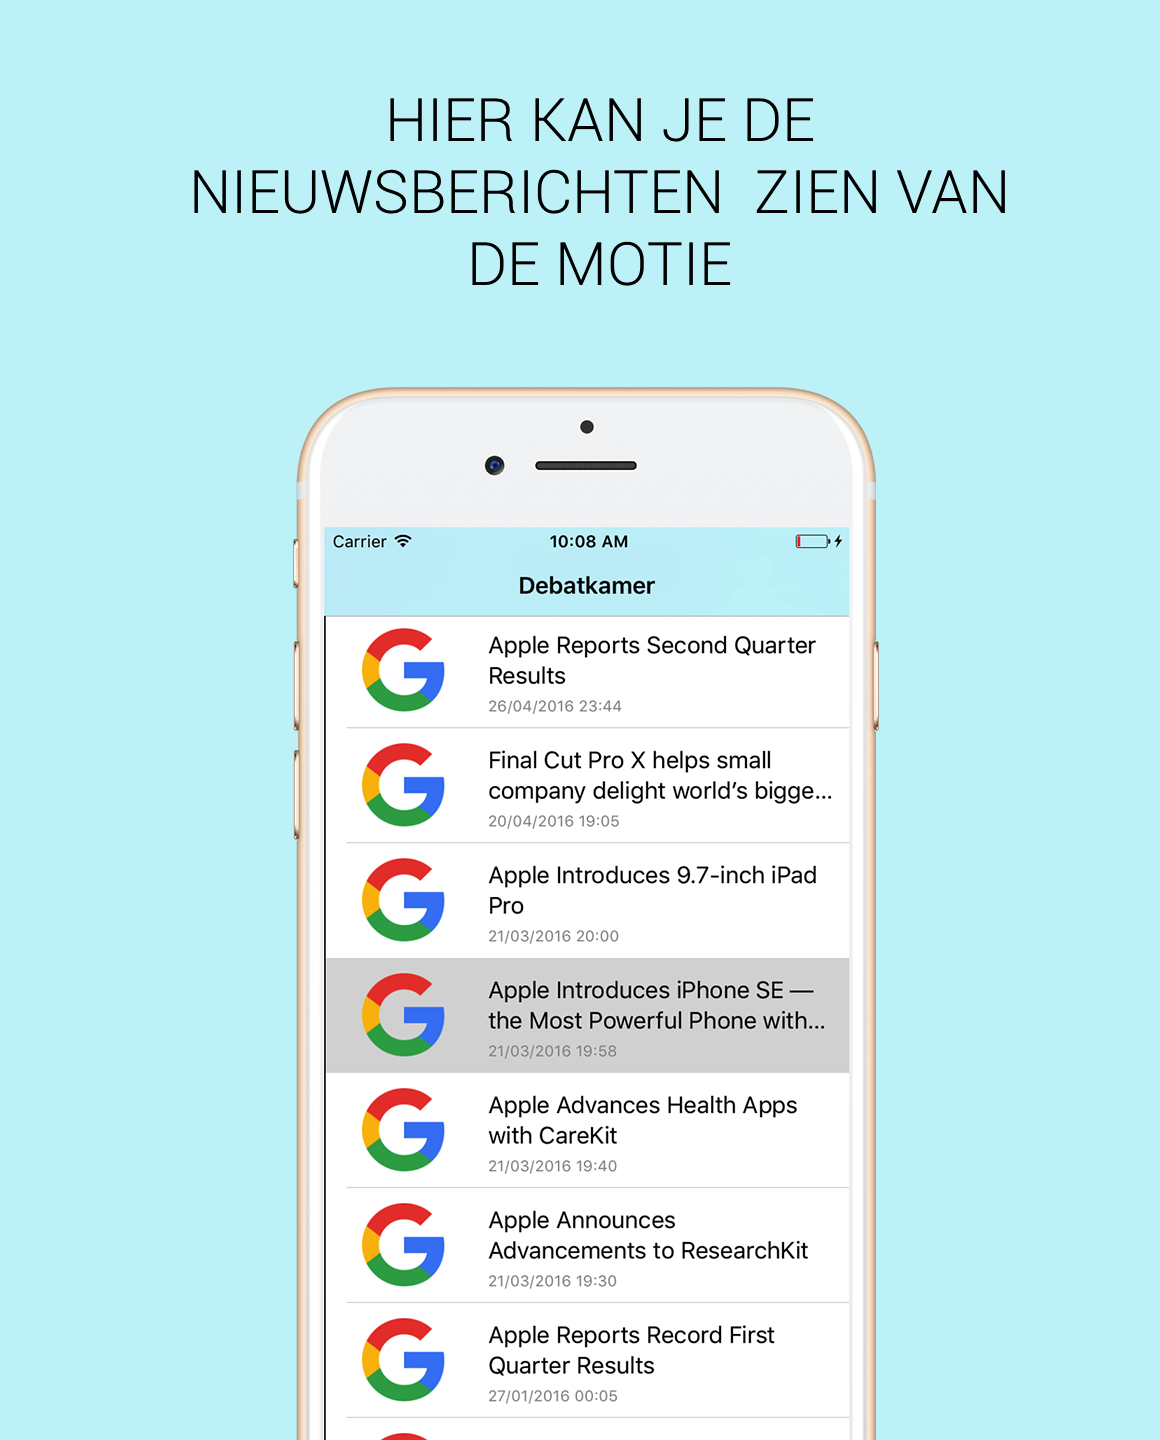 HIER KAN JE DE
NIEUWSBERICHTEN  ZIEN VAN
DE MOTIE
Carrier 10:08 AM
Debatkamer
Apple Reports Second Quarter
Results
26/04/2016 23:44
Final Cut Pro X helps small
company delight world’s bigge...
20/04/2016 19:05
Apple Introduces 9.7-inch iPad
Pro
21/03/2016 20:00
Apple Introduces iPhone SE —
the Most Powerful Phone with...
21/03/2016 19:58
Apple Advances Health Apps
with CareKit
21/03/2016 19:40
Apple Announces
Advancements to ResearchKit
21/03/2016 19:30
Apple Reports Record First
Quarter Results
27/01/2016 00:05